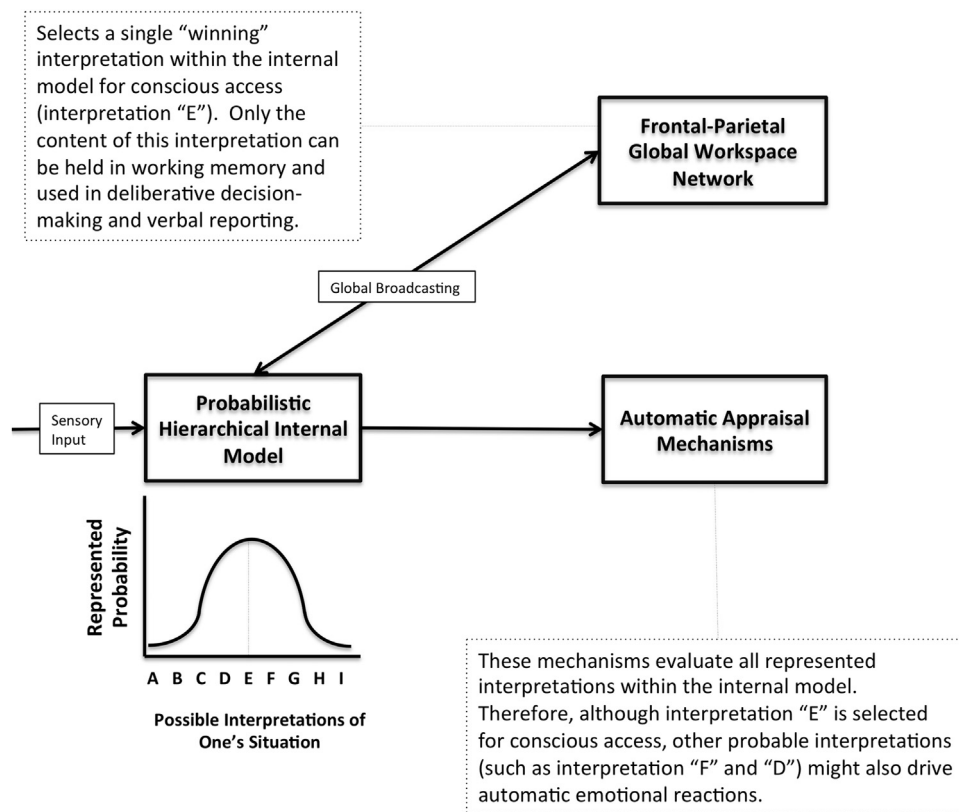 Selects a single “winning”
interpretation within the internal
model for conscious access
(interpretation “E”).  Only the
content of this interpretation can
be held in working memory and
used in deliberative decision-
making and verbal reporting.
Frontal-Parietal
Global Workspace
Network
Global Broadcasting
Sensory
Input
Probabilistic
Hierarchical Internal
Model
Automatic Appraisal
Mechanisms
Represented
Probability
A B C D E F G H I
Possible Interpretations of
One’s Situation
These mechanisms evaluate all represented
interpretations within the internal model.
Therefore, although interpretation “E” is selected
for conscious access, other probable interpretations
(such as interpretation “F” and “D”) might also drive
automatic emotional reactions.